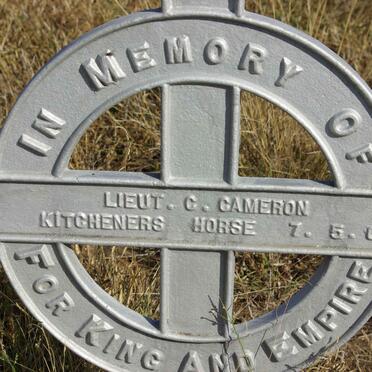 IN MEMORY OF
LIEUT. C. CAMERON
KITCHENERS HORSE 7. 5.
FOR KING AND EMPIRE